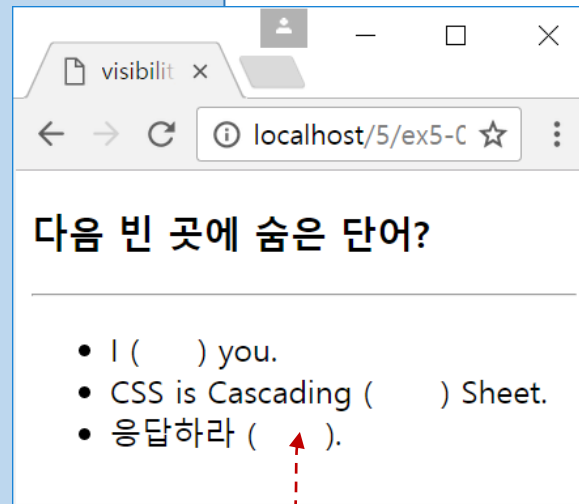 visibilit
localhost/5/ex5-0
다음 빈 곳에 숨은 단어?
I (      ) you.
CSS is Cascading (        ) Sheet.
응답하라 (        ).